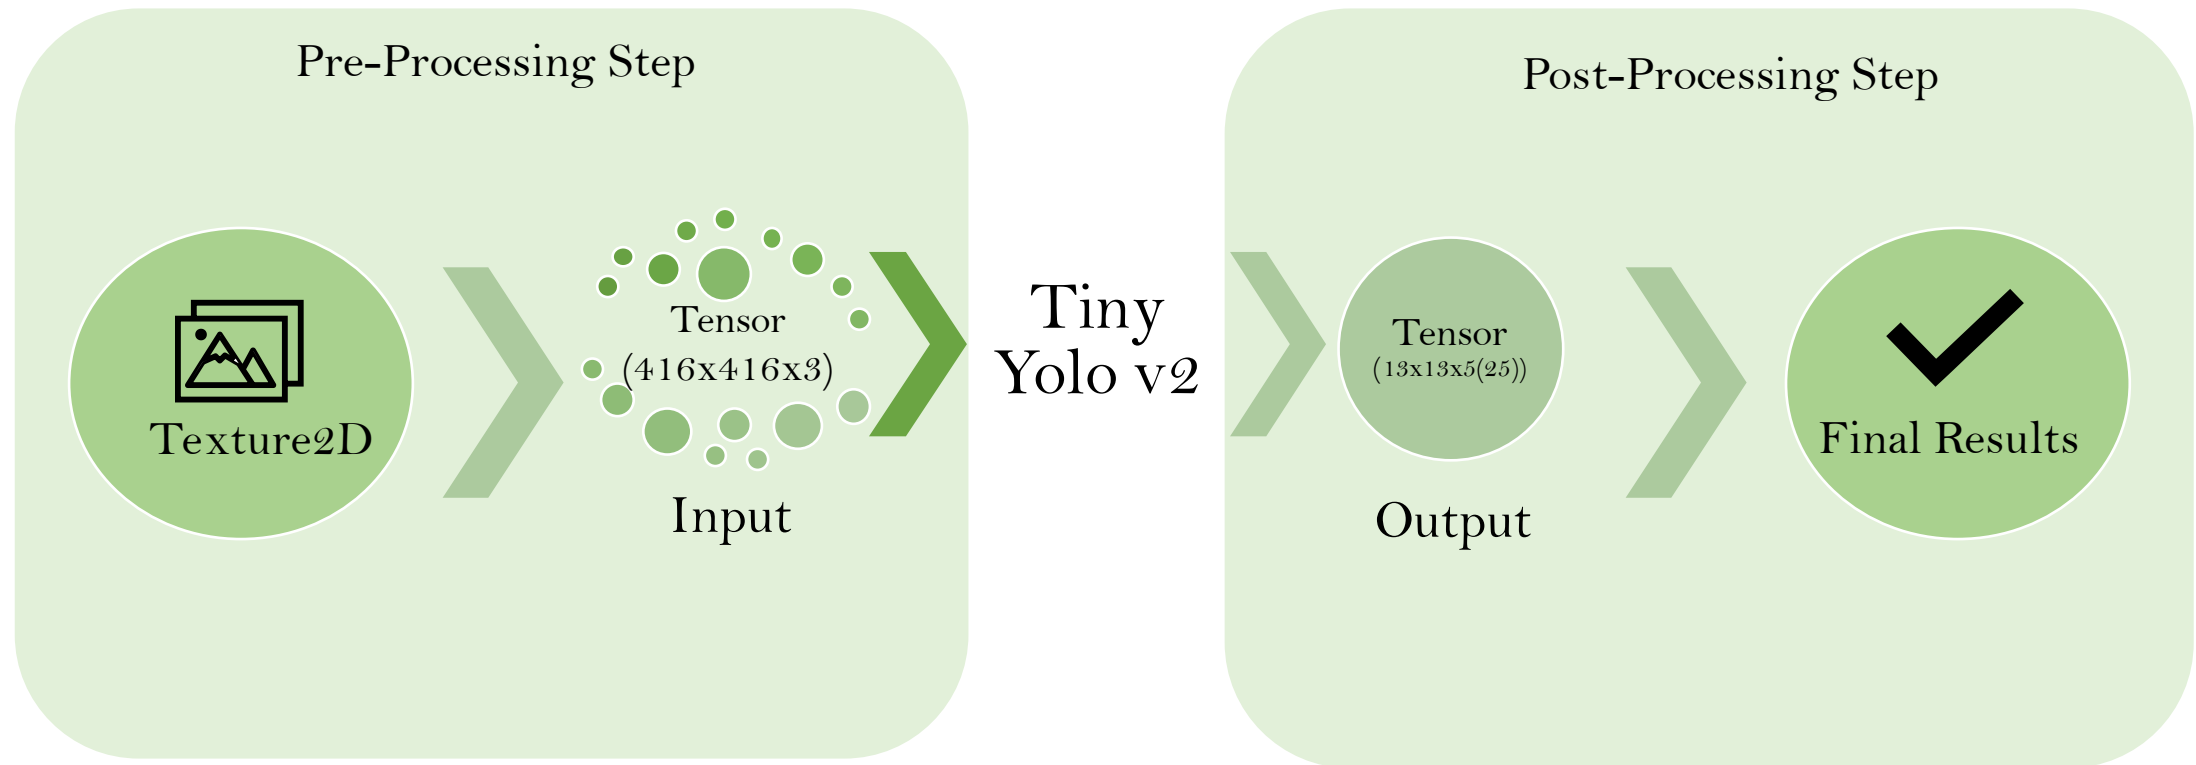 Pre-Processing Step
Texture2D
Tensor
(416x416x3)
Input
Tiny
Yolo v2
Post-Processing Step
Tensor
(13x13x5(25))
Output
Final Results